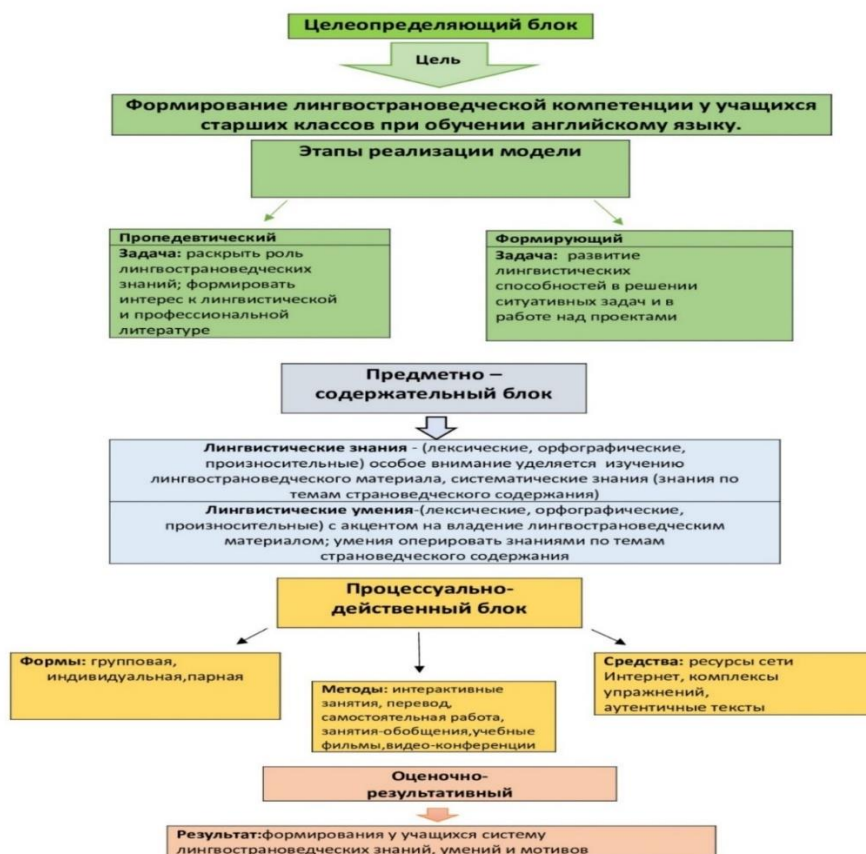 Целеопределяющий блок
Цель
Формирование лингвострановедческой компетенции у учащихся
старших классов при обучении английскому языку.
Этапы реализации модели
Пропедевтический
Задача: раскрыть роль
лингвострановедческих
знаний; формировать
интерес к лингвистической
и профессиональной
литературе
Формирующий
Задача: развитие
лингвистических
способностей в решении
ситуативных задач и в
работе над проектами
Предметно –
содержательный блок
Лингвистические знания - (лексические, орфографические,
произносительные) особое внимание уделяется изучению
лингвострановедческого материала, систематические знания (знания по
темам страноведческого содержания)
Лингвистические умения-(лексические, орфографические,
произносительные) с акцентом на владение лингвострановедческим
материалом; умения оперировать знаниями по темам
страноведческого содержания
Процессуально-
действенный блок
Формы: групповая,
индивидуальная,парная
Методы: интерактивные
занятия, перевод,
самостоятельная работа,
занятия-обобщения,учебные
фильмы,видео-конференции
Средства: ресурсы сети
Интернет, комплексы
упражнений,
аутентичные тексты
Оценочно-
результативный
Результат:формирования у учащихся систему
лингвострановедческих знаний, умений и мотивов